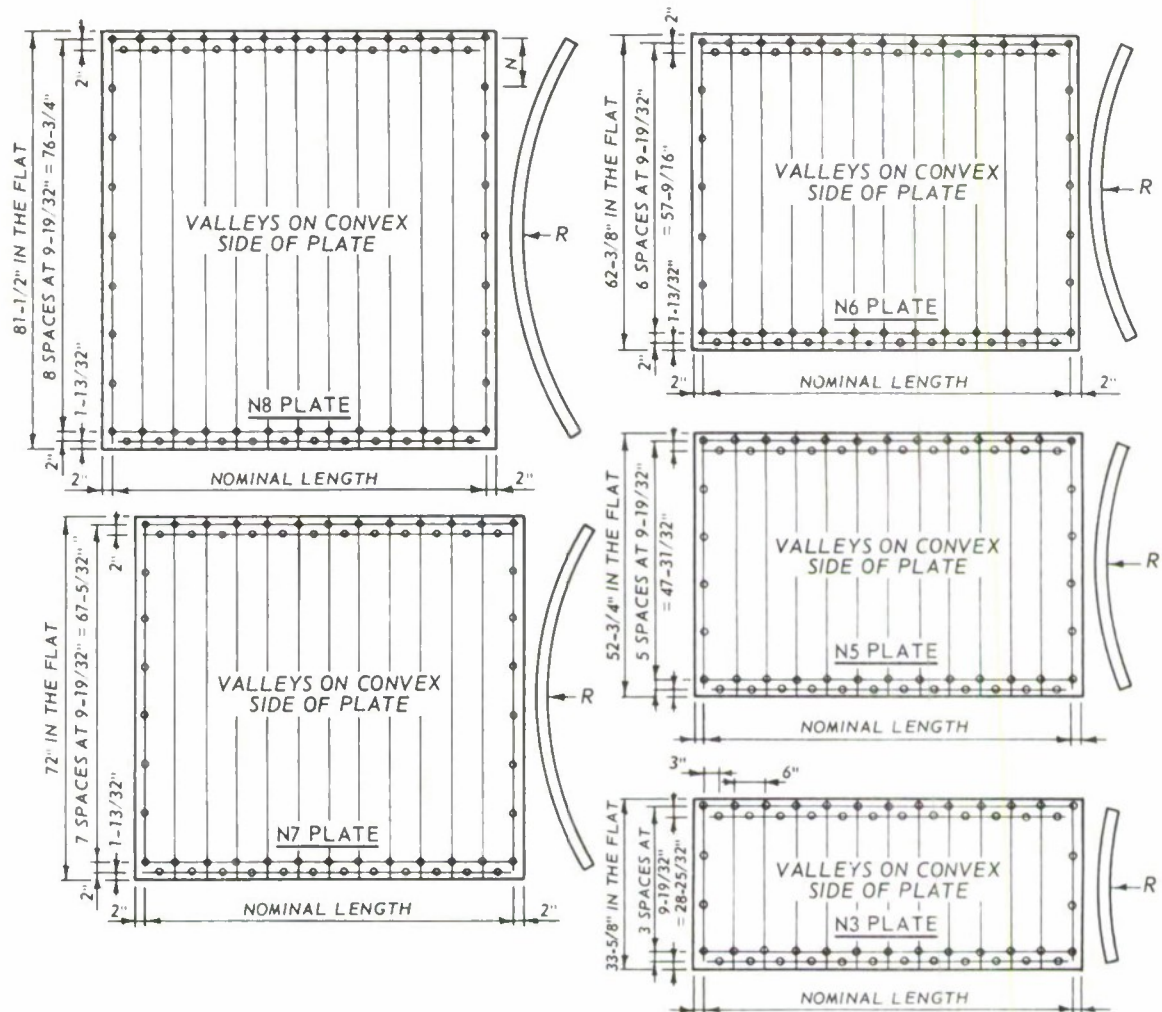 2"
81-1/2" IN THE FLAT
8 SPACES AT 9-19/32" = 76-3/4"
1-13/32"
2"
N
R
VALLEYS ON CONVEX
SIDE OF PLATE
N8 PLATE
2"
NOMINAL LENGTH
2"
2"
62-3/8" IN THE FLAT
6 SPACES AT 9-19/32"
= 57-9/16"
1-13/32"
2"
R
VALLEYS ON CONVEX
SIDE OF PLATE
N6 PLATE
2"
NOMINAL LENGTH
2"
2"
72" IN THE FLAT
7 SPACES AT 9-19/32" = 67-5/32"
1-13/32"
2"
R
VALLEYS ON CONVEX
SIDE OF PLATE
N7 PLATE
2"
NOMINAL LENGTH
2"
52-3/4" IN THE FLAT
5 SPACES AT 9-19/32"
= 47-31/32"
R
VALLEYS ON CONVEX
SIDE OF PLATE
N5 PLATE
NOMINAL LENGTH
3"
6"
33-5/8" IN THE FLAT
3 SPACES AT
9-19/32"
=28-25/32"
R
VALLEYS ON CONVEX
SIDE OF PLATE
N3 PLATE
NOMINAL LENGTH